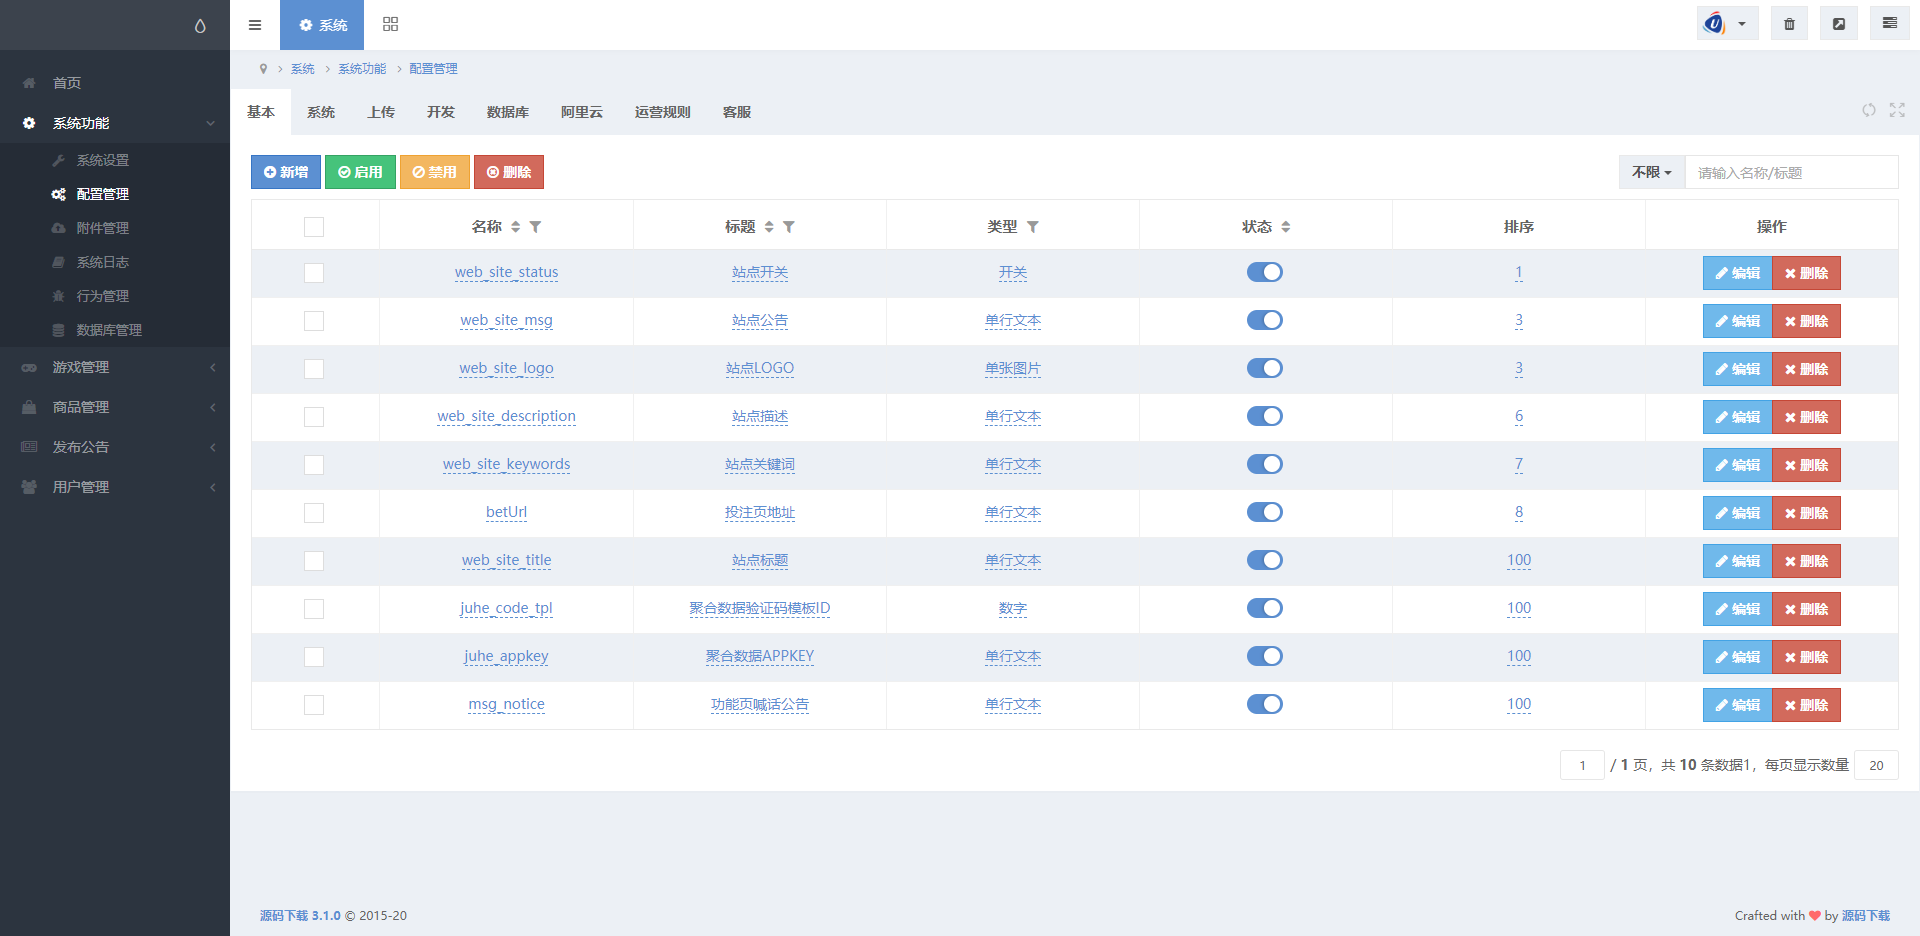 系统
系统 系统功能 配置管理
首页
系统功能
系统设置
配置管理
附件管理
系统日志
行为管理
数据库管理
游戏管理
商品管理
发布公告
用户管理
基本 系统 上传 开发 数据库 阿里云 运营规则 客服
新增 启用 禁用 删除 不限 请输入名称/标题
名称 标题 类型 状态 排序 操作
web_site_status 站点开关 开关 1 编辑 删除
web_site_msg 站点公告 单行文本 3 编辑 删除
web_site_logo 站点LOGO 单张图片 3 编辑 删除
web_site_description 站点描述 单行文本 6 编辑 删除
web_site_keywords 站点关键词 单行文本 7 编辑 删除
betUrl 投注页地址 单行文本 8 编辑 删除
web_site_title 站点标题 单行文本 100 编辑 删除
juhe_code_tpl 聚合数据验证码模板ID 数字 100 编辑 删除
juhe_appkey 聚合数据APPKEY 单行文本 100 编辑 删除
msg_notice 功能页喊话公告 单行文本 100 编辑 删除
1 / 1 页，共 10 条数据1，每页显示数量 20
源码下载 3.1.0 © 2015-20
Crafted with ❤ by 源码下载